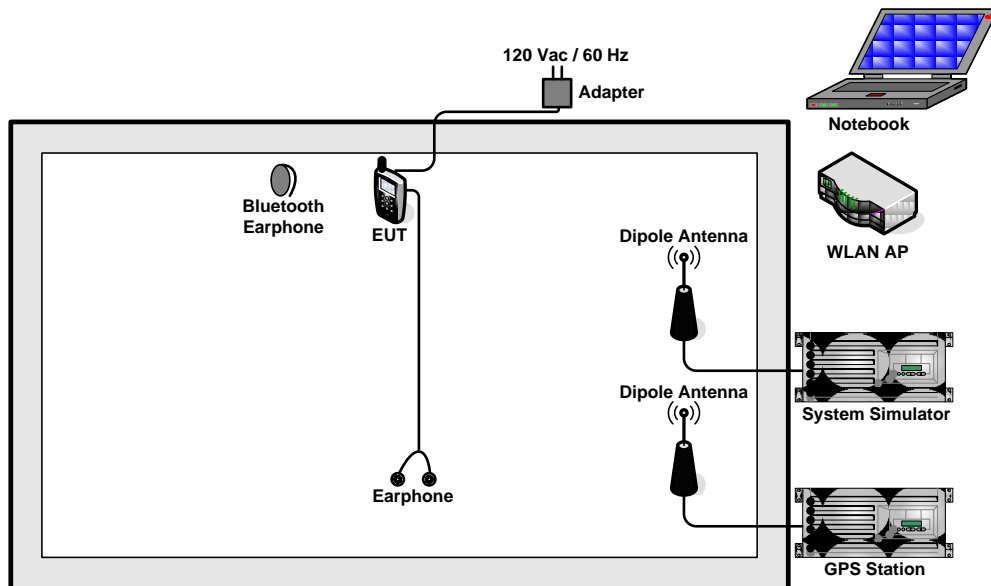 120 Vac / 60 Hz
Adapter
Notebook
Bluetooth
Earphone
EUT
WLAN AP
Dipole Antenna
System Simulator
Dipole Antenna
Earphone
GPS Station